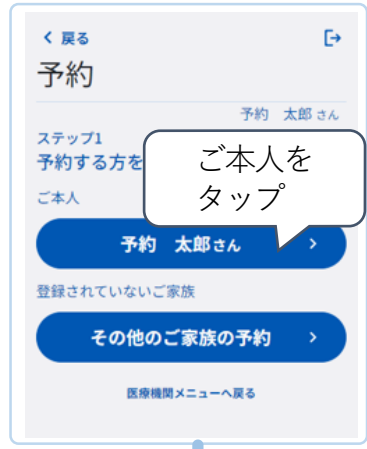 戻る
予約
予約 太郎 さん
ステップ1
予約する方を
ご本人を
タップ
ご本人
予約 太郎さん
登録されていないご家族
その他のご家族の予約
医療機関メニューへ戻る